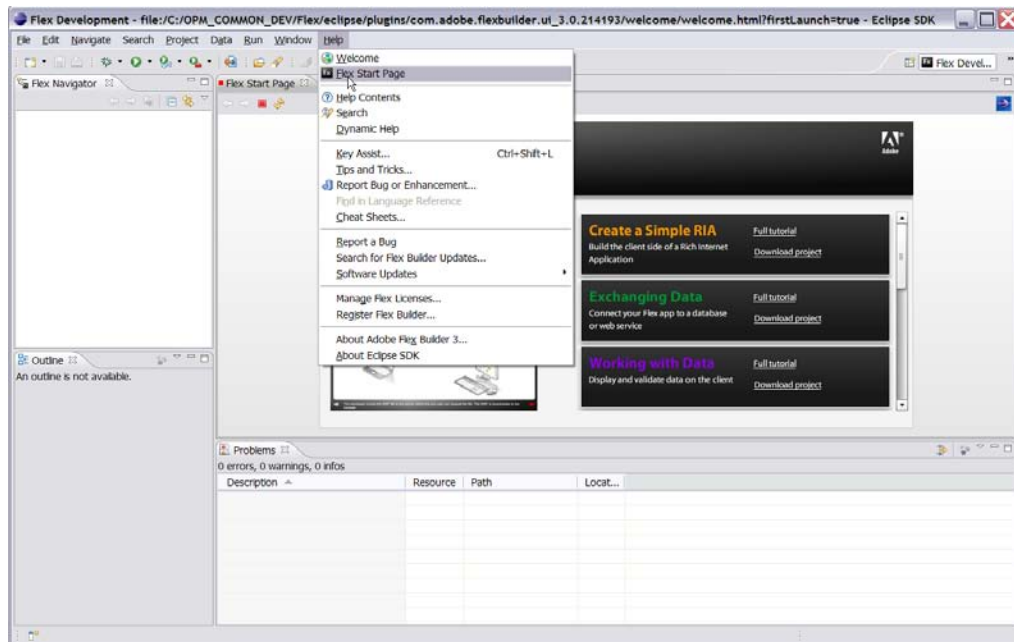 Flex Development - file:/C:/OPM_COMMON_DEV/Flex/eclipse/plugins/com.adobe.flexbuilder.ui_3.0.214193/welcome/welcome.html?firstLaunch=true - Eclipse SDK
File Edit Navigate Search Project Data Run Window Help
Flex Devel...
Flex Navigator
Flex Start Page
Welcome
Flex Start Page
Help Contents
Search
Dynamic Help
Key Assist... Ctrl+Shift+L
Tips and Tricks...
Report Bug or Enhancement...
Find in Language Reference
Cheat Sheets...
Report a Bug
Search for Flex Builder Updates...
Software Updates
Manage Flex Licenses...
Register Flex Builder...
About Adobe Flex Builder 3...
About Eclipse SDK
Adobe
Create a Simple RIA
Full tutorial
Build the client side of a Rich Internet
Application
Download project
Exchanging Data
Full tutorial
Connect your Flex app to a database
or web service
Download project
Working with Data
Full tutorial
Display and validate data on the client
Download project
Outline
An outline is not available.
Problems
0 errors, 0 warnings, 0 infos
Description Resource Path Locat...